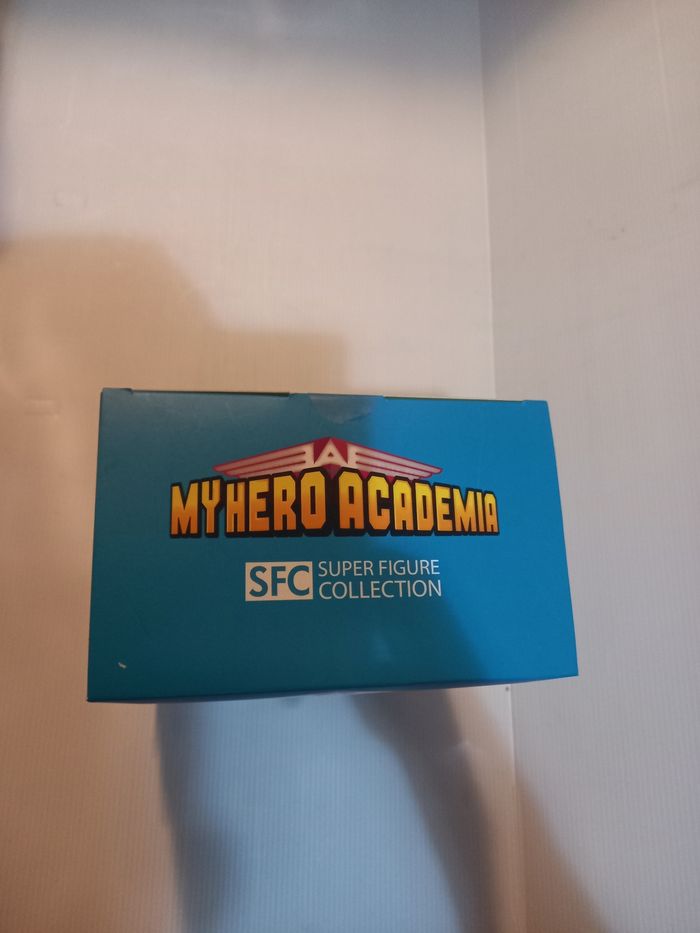 MY HERO ACADEMIA
SFC SUPER FIGURE
COLLECTION